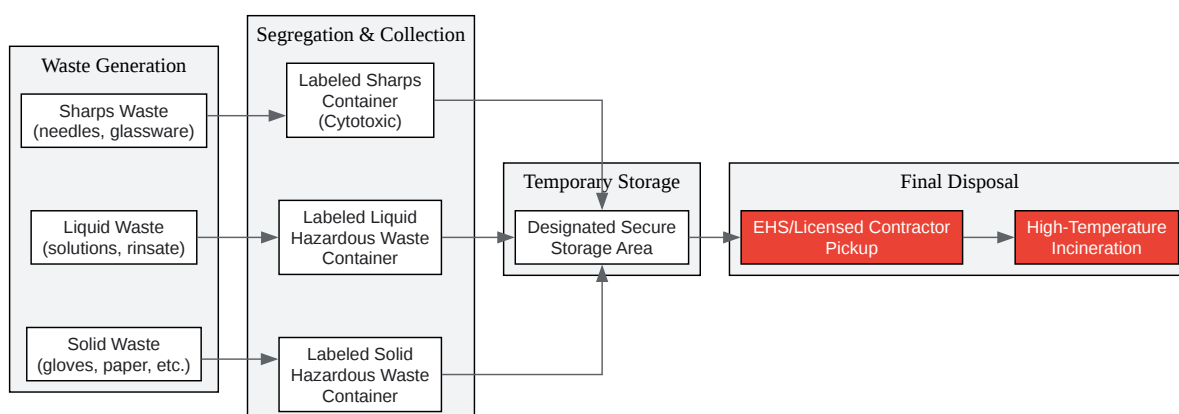 Waste Generation
Sharps Waste
(needles, glassware)
Liquid Waste
(solutions, rinsate)
Solid Waste
(gloves, paper, etc.)
Segregation & Collection
Labeled Sharps
Container
(Cytotoxic)
Labeled Liquid
Hazardous Waste
Container
Labeled Solid
Hazardous Waste
Container
Temporary Storage
Designated Secure
Storage Area
Final Disposal
EHS/Licensed Contractor
Pickup
High-Temperature
Incineration